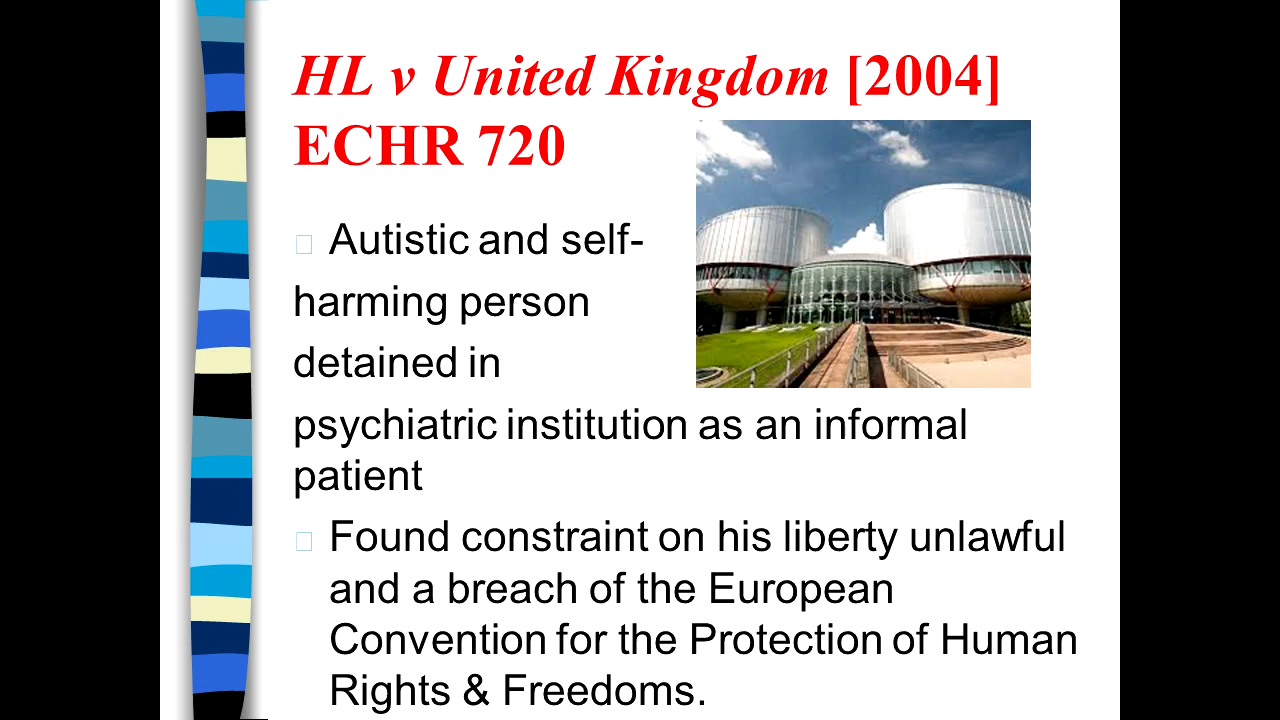 HL v United Kingdom [2004]
ECHR 720
Autistic and self-
harming person
detained in
psychiatric institution as an informal
patient
Found constraint on his liberty unlawful
and a breach of the European
Convention for the Protection of Human
Rights & Freedoms.